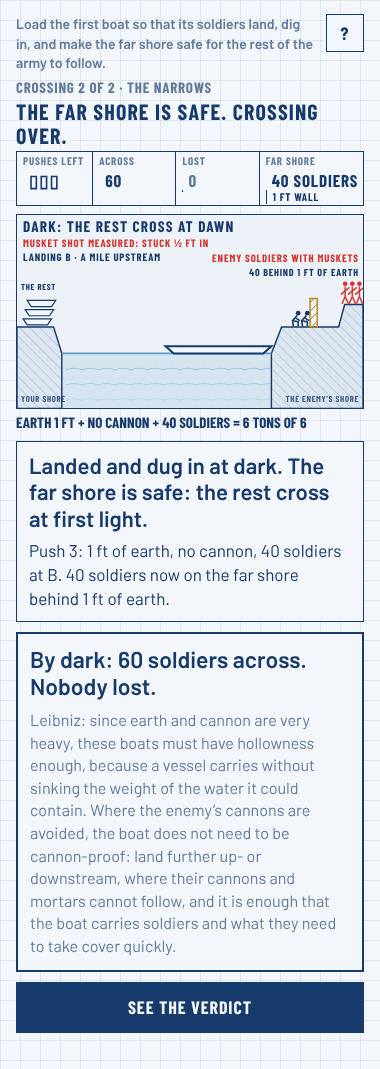 Load the first boat so that its soldiers land, dig
in, and make the far shore safe for the rest of the
army to follow.
?
CROSSING 2 OF 2 · THE NARROWS
THE FAR SHORE IS SAFE. CROSSING
OVER.
PUSHES LEFT
ACROSS
60
LOST
0
FAR SHORE
40 SOLDIERS
1 FT WALL
DARK: THE REST CROSS AT DAWN
MUSKET SHOT MEASURED: STUCK ½ FT IN
LANDING B · A MILE UPSTREAM
ENEMY SOLDIERS WITH MUSKETS
40 BEHIND 1 FT OF EARTH
THE REST
YOUR SHORE
THE ENEMY'S SHORE
EARTH 1 FT + NO CANNON + 40 SOLDIERS = 6 TONS OF 6
Landed and dug in at dark. The
far shore is safe: the rest cross
at first light.
Push 3: 1 ft of earth, no cannon, 40 soldiers
at B. 40 soldiers now on the far shore
behind 1 ft of earth.
By dark: 60 soldiers across.
Nobody lost.
Leibniz: since earth and cannon are very
heavy, these boats must have hollowness
enough, because a vessel carries without
sinking the weight of the water it could
contain. Where the enemy's cannons are
avoided, the boat does not need to be
cannon-proof: land further up- or
downstream, where their cannons and
mortars cannot follow, and it is enough that
the boat carries soldiers and what they need
to take cover quickly.
SEE THE VERDICT